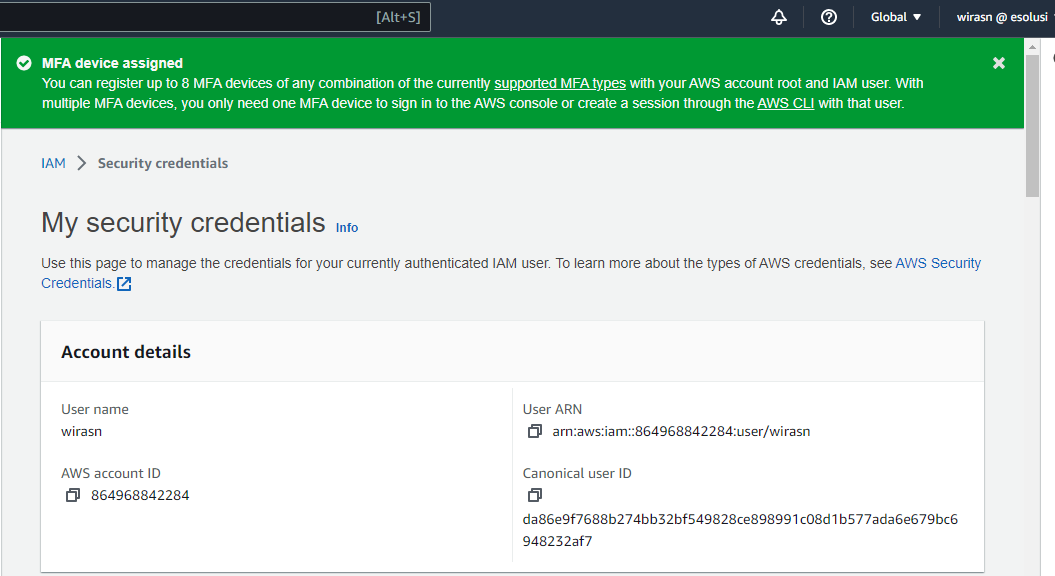 [Alt+S]
Global
wirasn @ esolusi
MFA device assigned
You can register up to 8 MFA devices of any combination of the currently supported MFA types with your AWS account root and IAM user. With
multiple MFA devices, you only need one MFA device to sign in to the AWS console or create a session through the AWS CLI with that user.
IAM > Security credentials
My security credentials Info
Use this page to manage the credentials for your currently authenticated IAM user. To learn more about the types of AWS credentials, see AWS Security
Credentials.
Account details
User name
wirasn
AWS account ID
864968842284
User ARN
arn:aws:iam::864968842284:user/wirasn
Canonical user ID
da86e9f7688b274bb32bf549828ce898991c08d1b577ada6e679bc6
948232af7